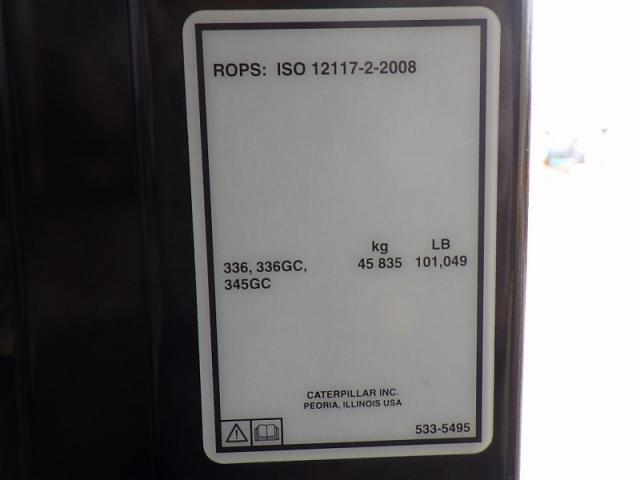 ROPS: ISO 12117-2-2008
kg LB
336, 336GC, 45 835 101,049
345GC
CATERPILLAR INC.
PEORIA, ILLINOIS USA
533-5495